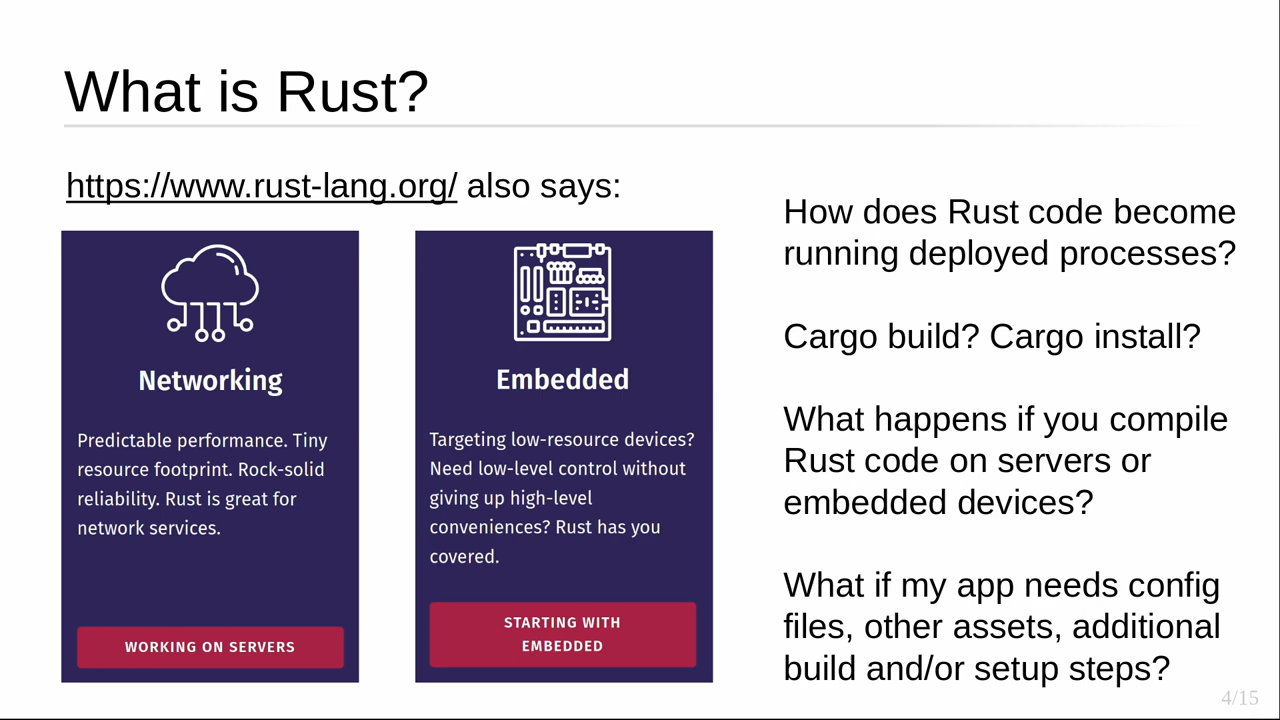 What is Rust?
https://www.rust-lang.org/ also says:
Networking
Predictable performance. Tiny
resource footprint. Rock-solid
reliability. Rust is great for
network services.
WORKING ON SERVERS
Embedded
Targeting low-resource devices?
Need low-level control without
giving up high-level
conveniences? Rust has you
covered.
STARTING WITH
EMBEDDED
How does Rust code become
running deployed processes?
Cargo build? Cargo install?
What happens if you compile
Rust code on servers or
embedded devices?
What if my app needs config
files, other assets, additional
build and/or setup steps?
4/15